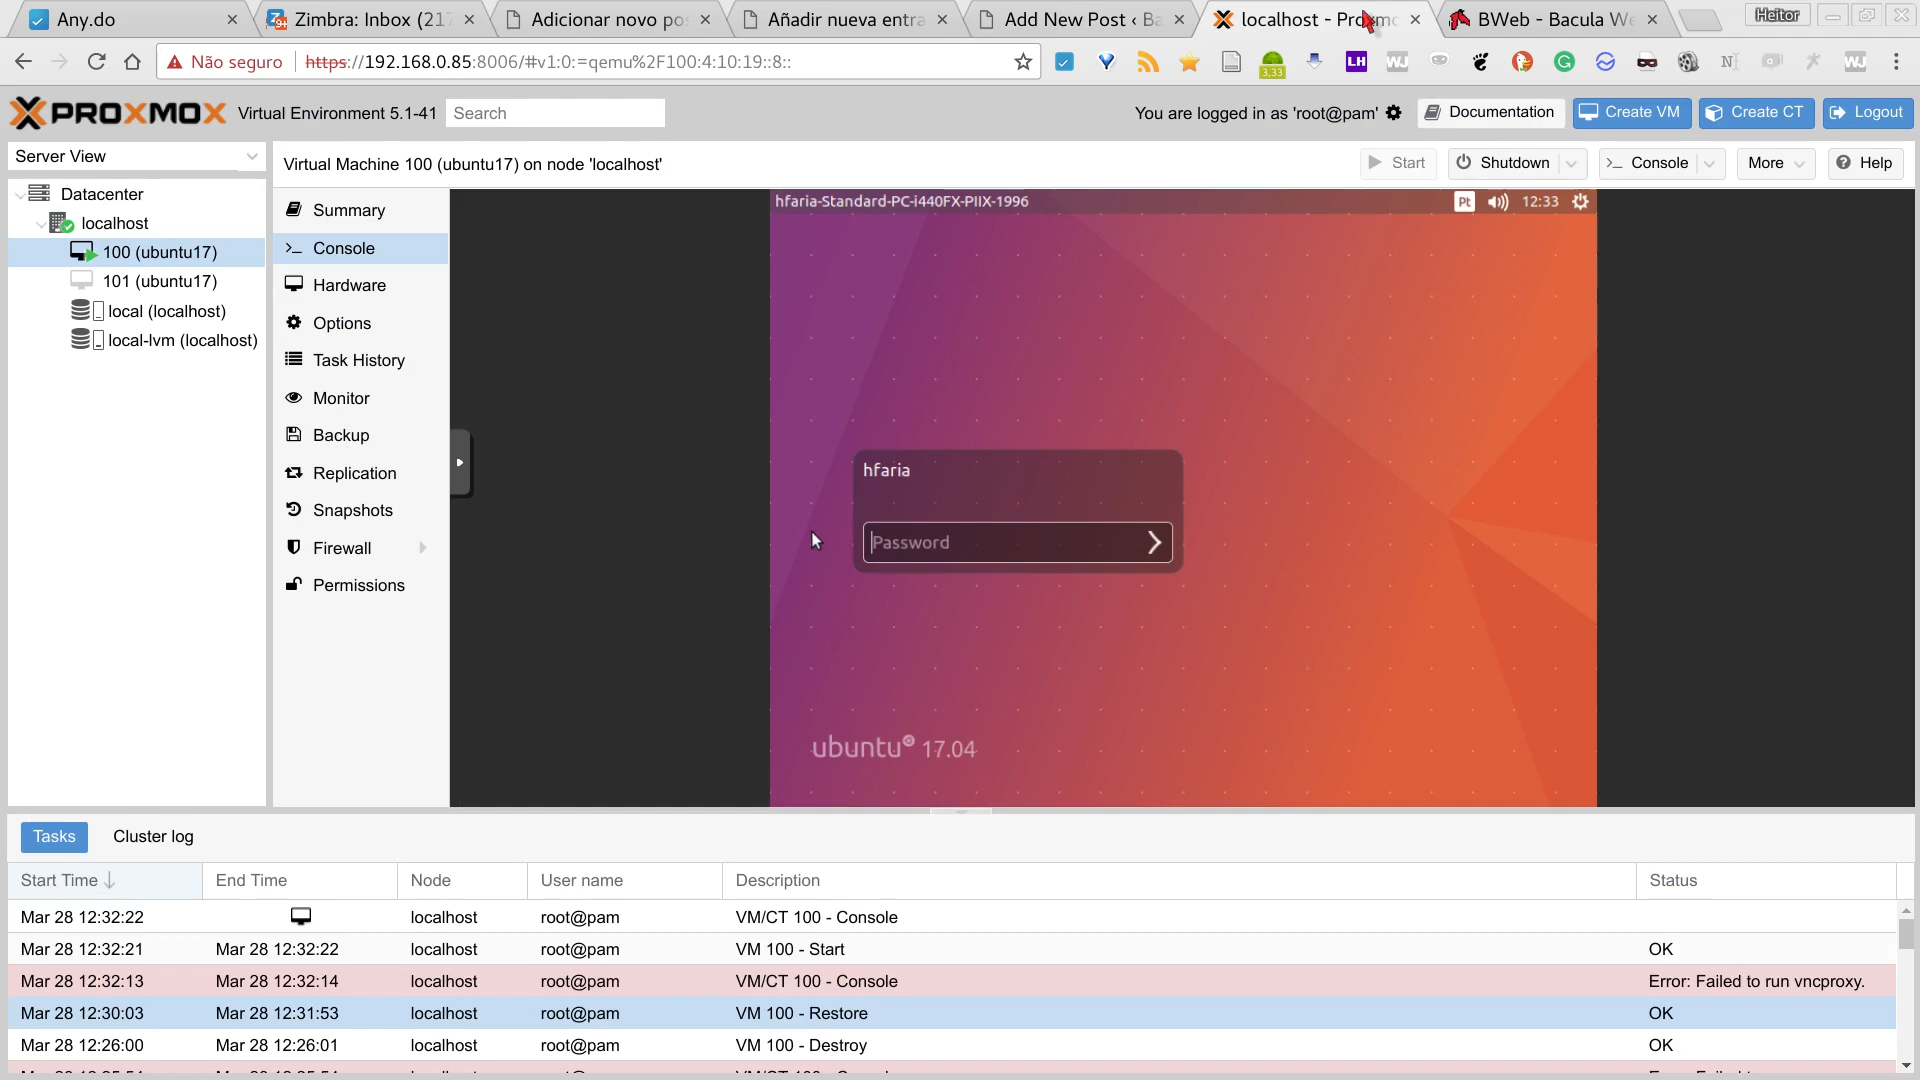 Any.do
Zimbra: Inbox (217
Adicionar novo po
Añadir nueva entra
Add New Post ‹ Ba
localhost - Proxmo
BWeb - Bacula We
Heitor
Não seguro
https://192.168.0.85:8006/#v1:0:=qemu%2F100:4:10:19::8::
3,33
LH
PROXMOX
Virtual Environment 5.1-41
Search
You are logged in as 'root@pam'
Documentation
Create VM
Create CT
Logout
Server View
Virtual Machine 100 (ubuntu17) on node 'localhost'
Start
Shutdown
Console
More
Help
Datacenter
localhost
100 (ubuntu17)
101 (ubuntu17)
local (localhost)
local-lvm (localhost)
Summary
Console
Hardware
Options
Task History
Monitor
Backup
Replication
Snapshots
Firewall
Permissions
hfaria-Standard-PC-i440FX-PIIX-1996
Pt
12:33
hfaria
Password
ubuntu 17.04
Tasks
Cluster log
Start Time
End Time
Node
User name
Description
Status
Mar 28 12:32:22 localhost root@pam VM/CT 100 - Console
Mar 28 12:32:21 Mar 28 12:32:22 localhost root@pam VM 100 - Start OK
Mar 28 12:32:13 Mar 28 12:32:14 localhost root@pam VM/CT 100 - Console Error: Failed to run vncproxy.
Mar 28 12:30:03 Mar 28 12:31:53 localhost root@pam VM 100 - Restore OK
Mar 28 12:26:00 Mar 28 12:26:01 localhost root@pam VM 100 - Destroy OK